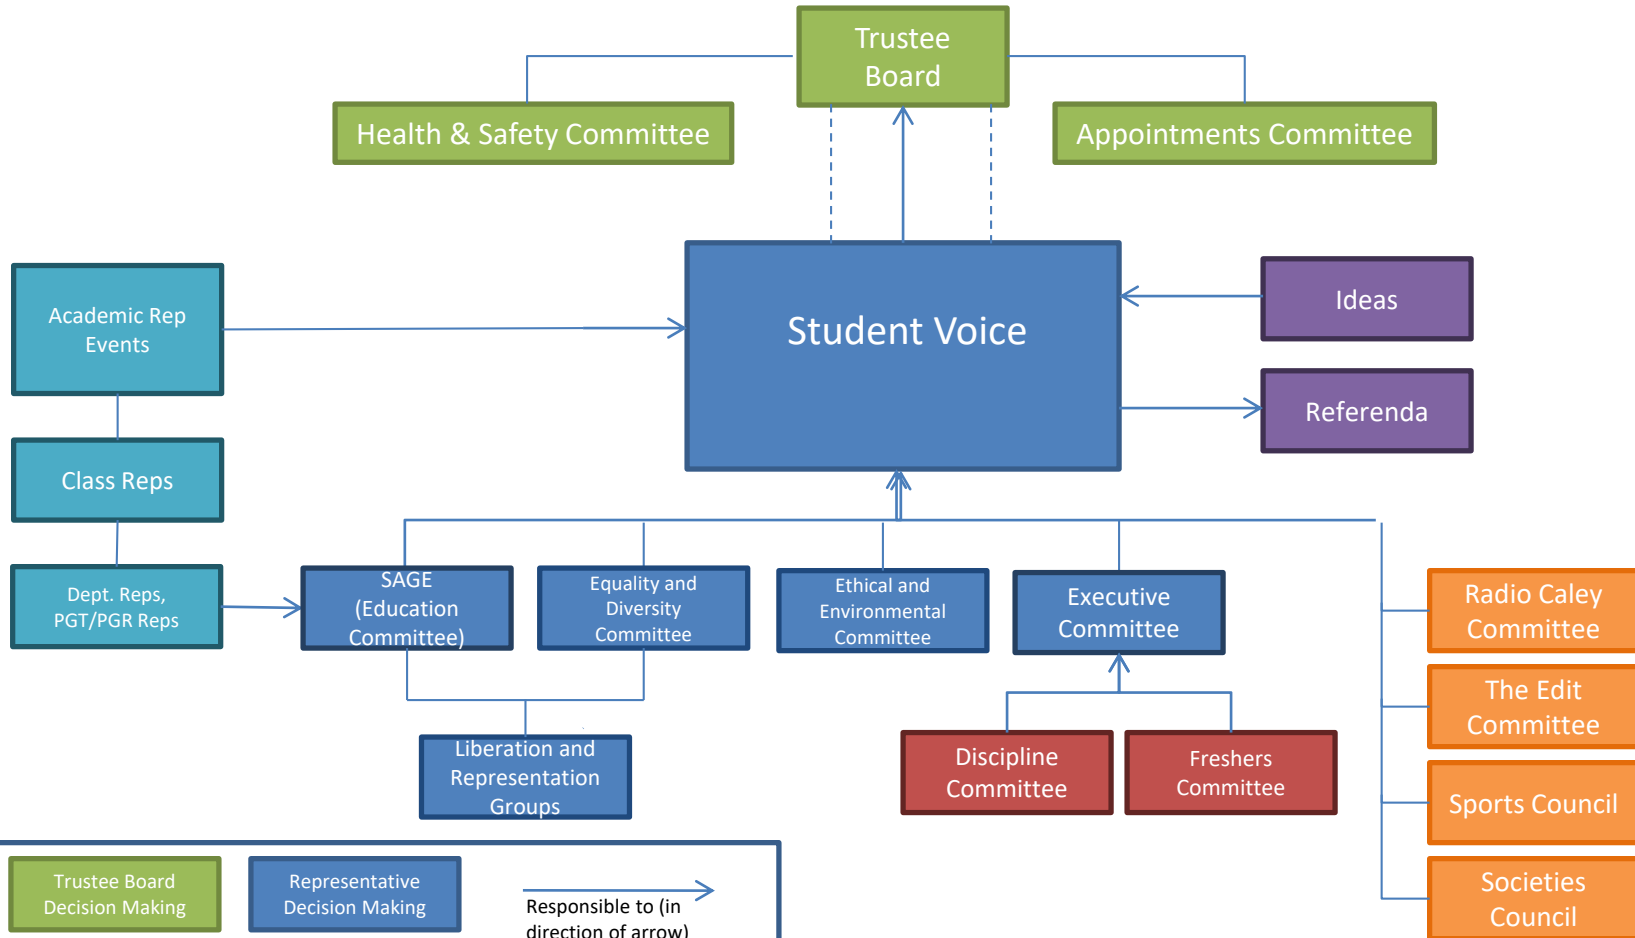 Trustee
Board
Health & Safety Committee
Appointments Committee
Academic Rep
Events
Student Voice
Ideas
Referenda
Class Reps
Dept. Reps,
PGT/PGR Reps
SAGE
(Education
Committee)
Equality and
Diversity
Committee
Ethical and
Environmental
Committee
Executive
Committee
Radio Caley
Committee
The Edit
Committee
Sports Council
Societies
Council
Liberation and
Representation
Groups
Discipline
Committee
Freshers
Committee
Trustee Board
Decision Making
Representative
Decision Making
Responsible to (in
direction of arrow)